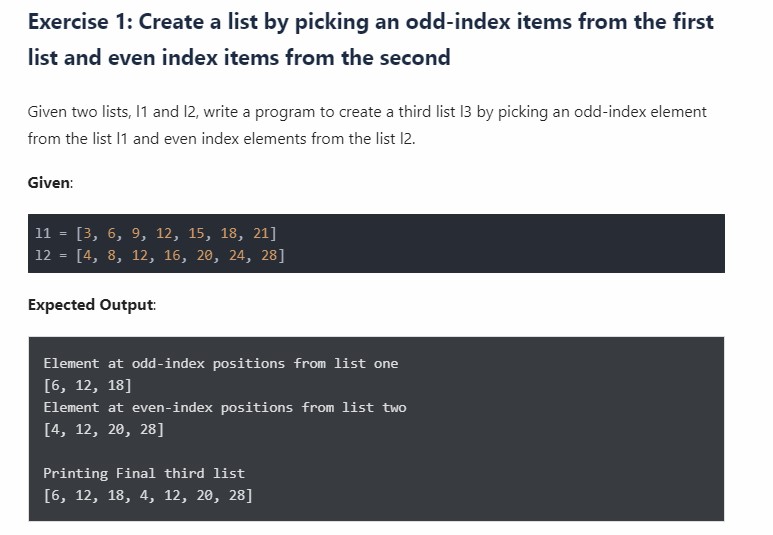 Exercise 1: Create a list by picking an odd-index items from the first
list and even index items from the second
Given two lists, l1 and l2, write a program to create a third list l3 by picking an odd-index element
from the list l1 and even index elements from the list l2.
Given:
l1 = [3, 6, 9, 12, 15, 18, 21]
l2 = [4, 8, 12, 16, 20, 24, 28]
Expected Output:
Element at odd-index positions from list one
[6, 12, 18]
Element at even-index positions from list two
[4, 12, 20, 28]
Printing Final third list
[6, 12, 18, 4, 12, 20, 28]